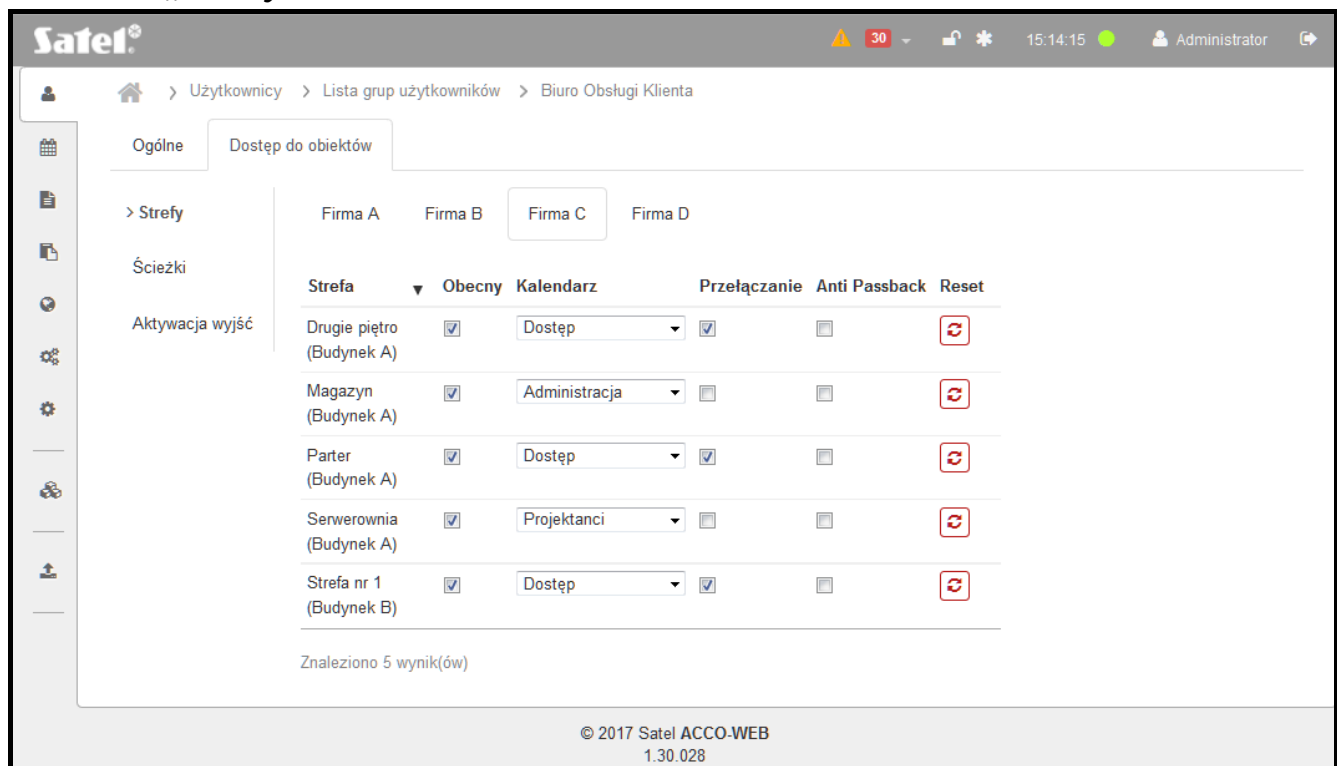 Satel®
30
15:14:15
Administrator
> Użytkownicy > Lista grup użytkowników > Biuro Obsługi Klienta
Ogólne Dostęp do obiektów
> Strefy
Ścieżki
Aktywacja wyjść
Firma A Firma B Firma C Firma D
Strefa ▼ Obecny Kalendarz Przełączanie Anti Passback Reset
Drugie piętro Dostęp
(Budynek A)
Magazyn Administracja
(Budynek A)
Parter Dostęp
(Budynek A)
Serwerownia Projektanci
(Budynek A)
Strefa nr 1 Dostęp
(Budynek B)
Znaleziono 5 wynik(ów)
© 2017 Satel ACCO-WEB
1.30.028